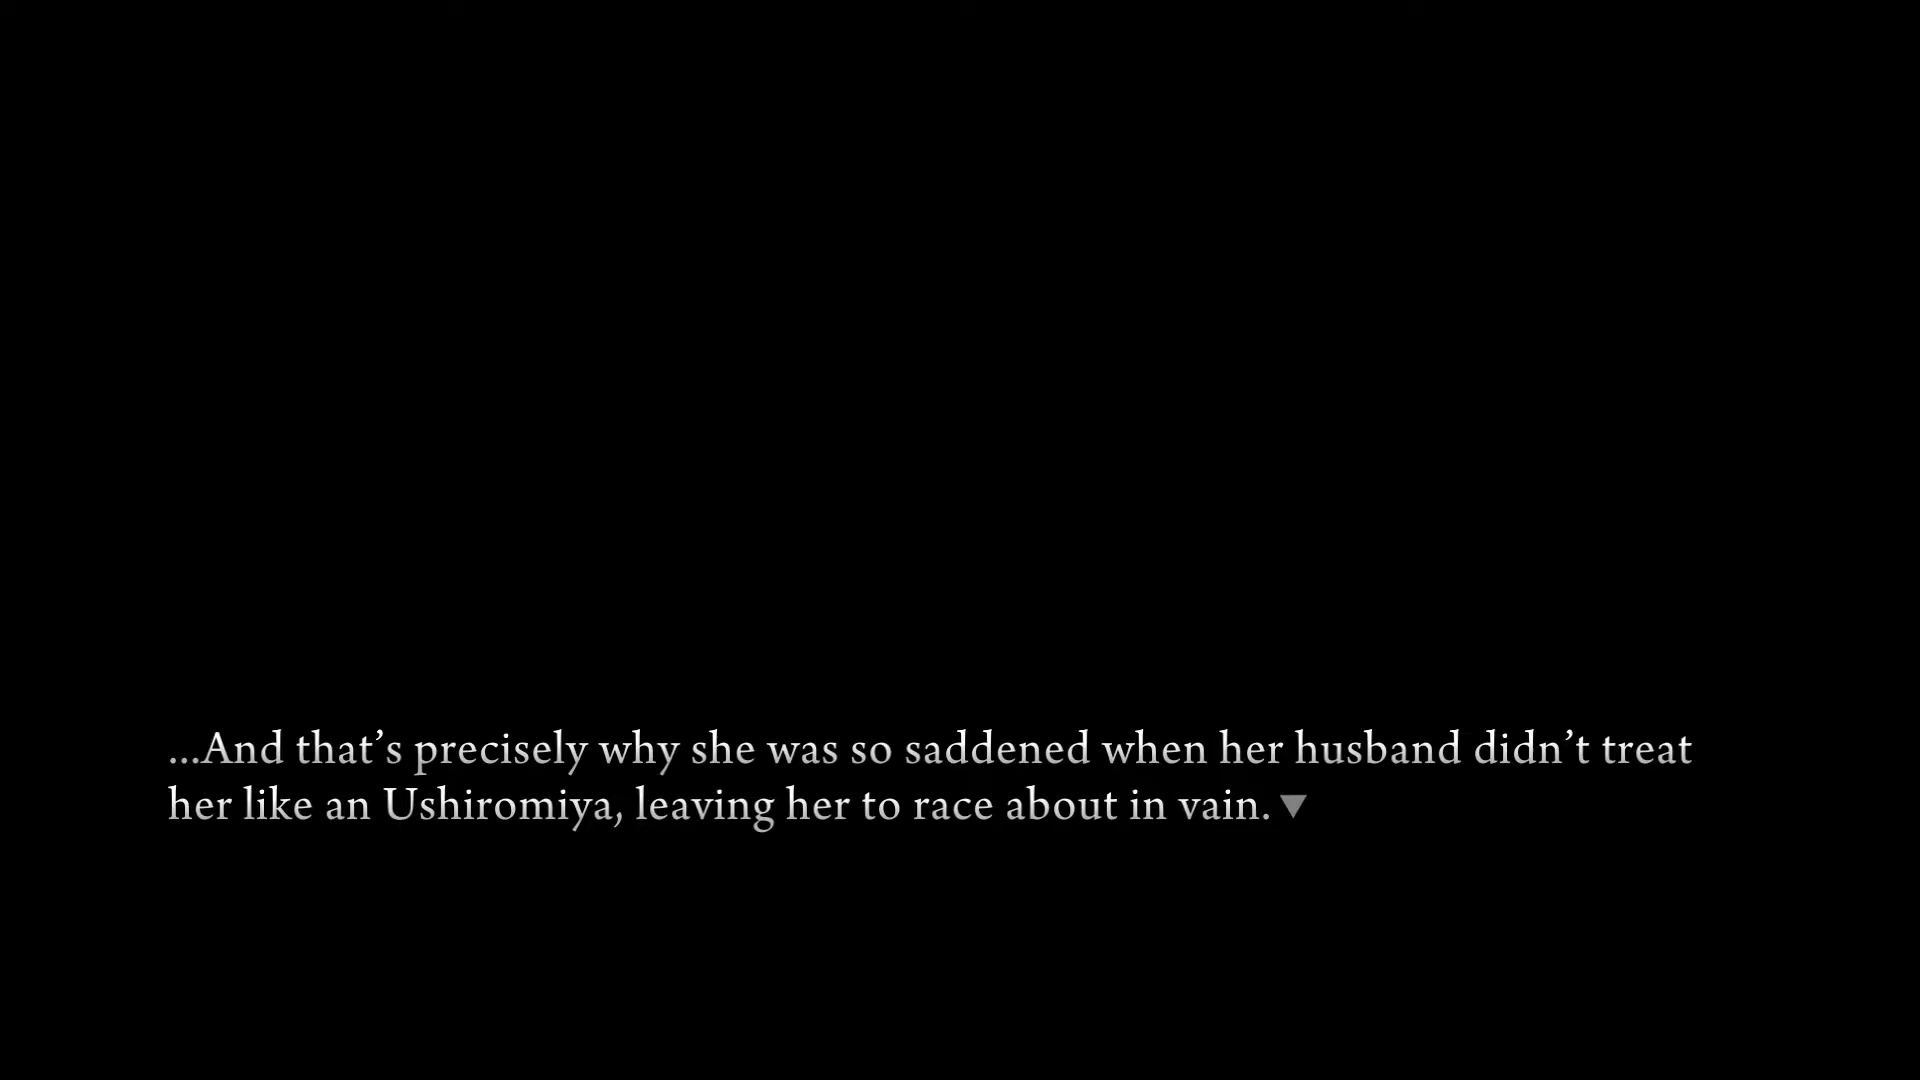 …And that’s precisely why she was so saddened when her husband didn’t treat
her like an Ushiromiya, leaving her to race about in vain.